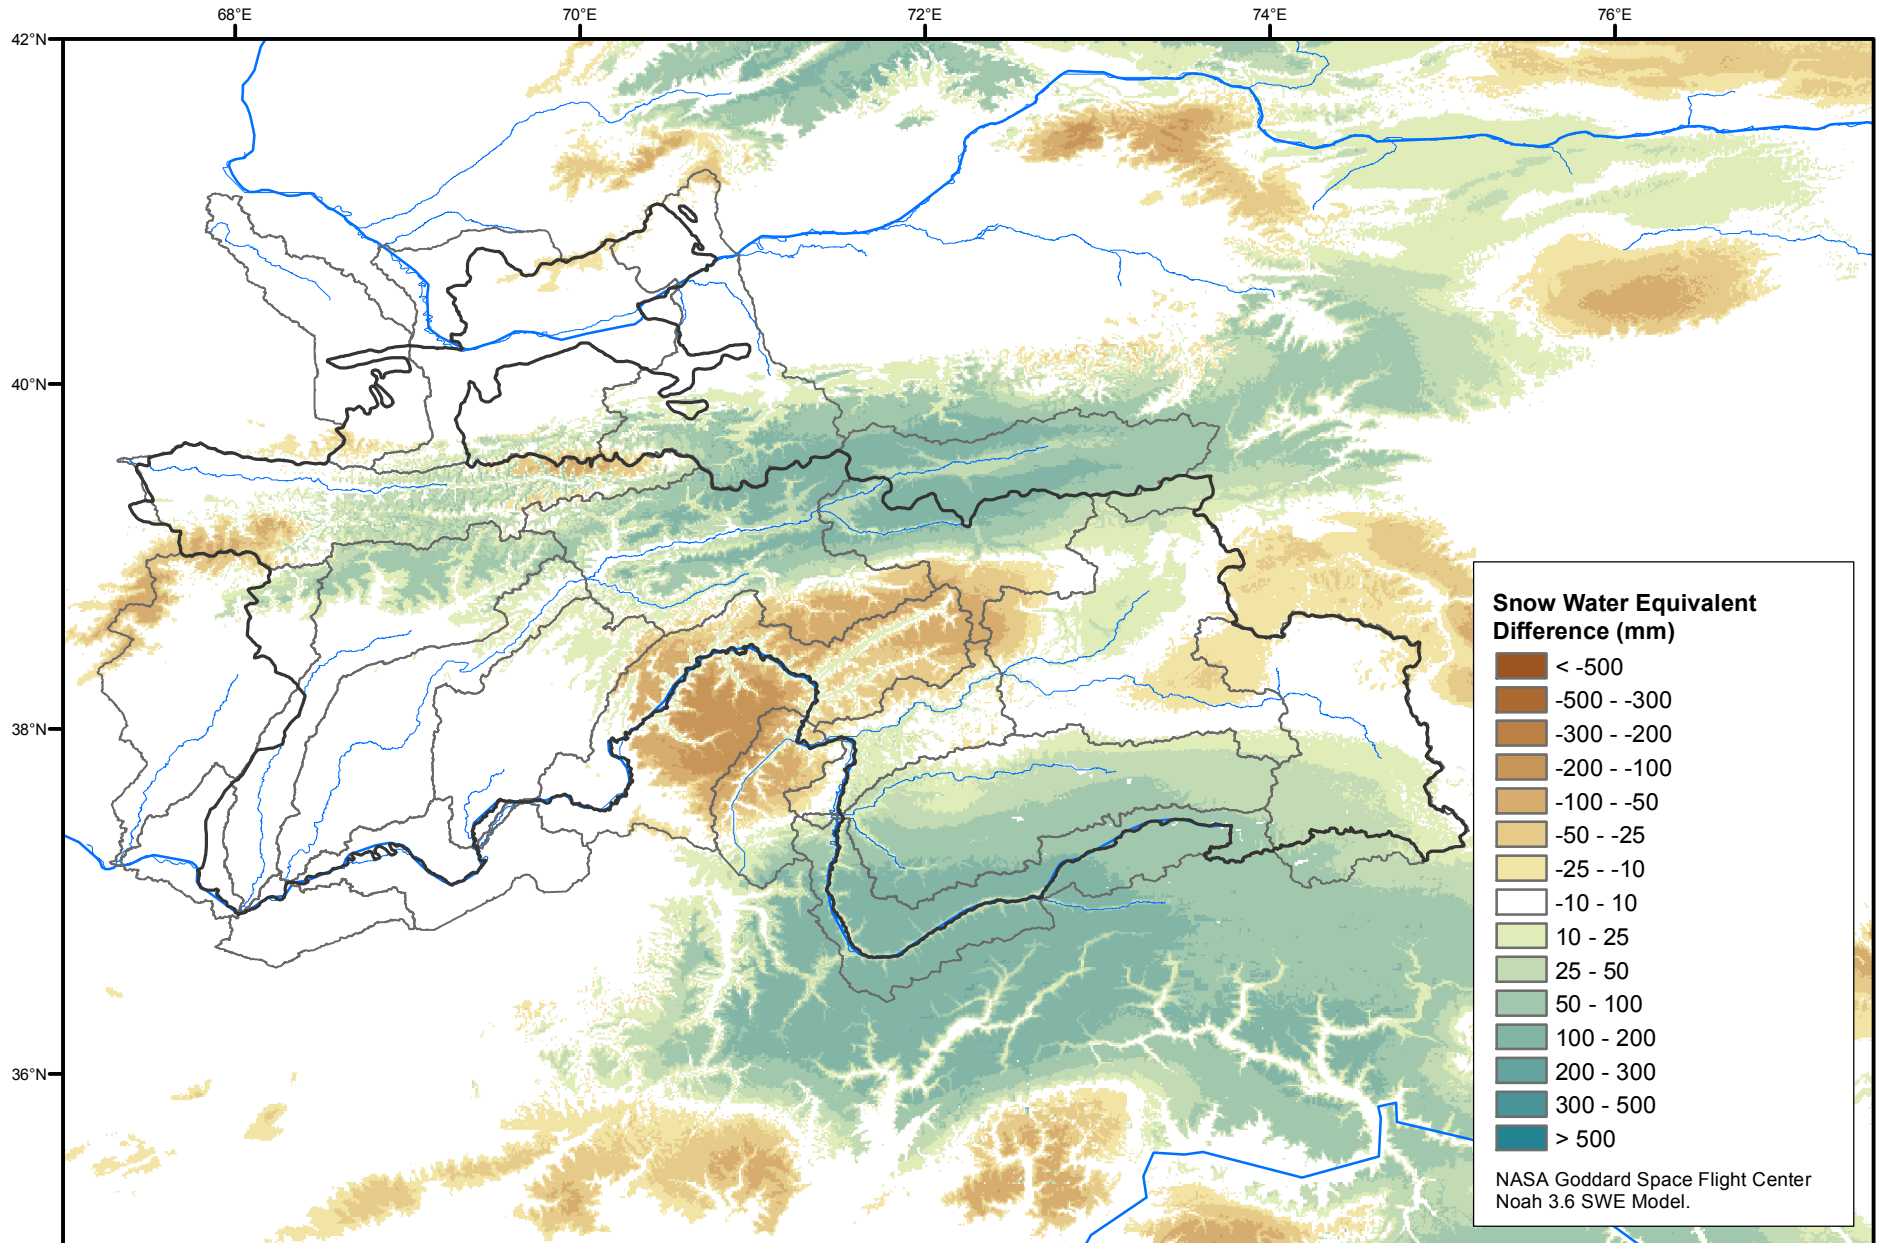 68°E 70°E 72°E 74°E 76°E
42°N
40°N
38°N
36°N
Snow Water Equivalent
Difference (mm)
< -500
-500 - -300
-300 - -200
-200 - -100
-100 - -50
-50 - -25
-25 - -10
-10 - 10
10 - 25
25 - 50
50 - 100
100 - 200
200 - 300
300 - 500
> 500
NASA Goddard Space Flight Center
Noah 3.6 SWE Model.